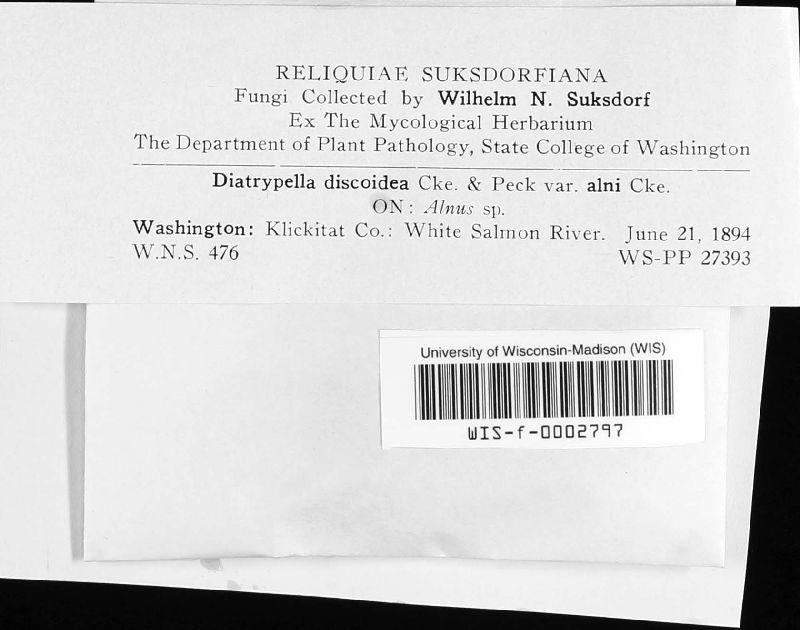 RELIQUIAE SUKSDORFIANA
Fungi Collected by Wilhelm N. Suksdorf
Ex The Mycological Herbarium
The Department of Plant Pathology, State College of Washington
Diatrypella discoidea Cke. & Peck var. alni Cke.
ON: Alnus sp.
Washington: Klickitat Co.: White Salmon River. June 21, 1894
W.N.S. 476 WS-PP 27393
University of Wisconsin-Madison (WIS)
WIS-f-0002797